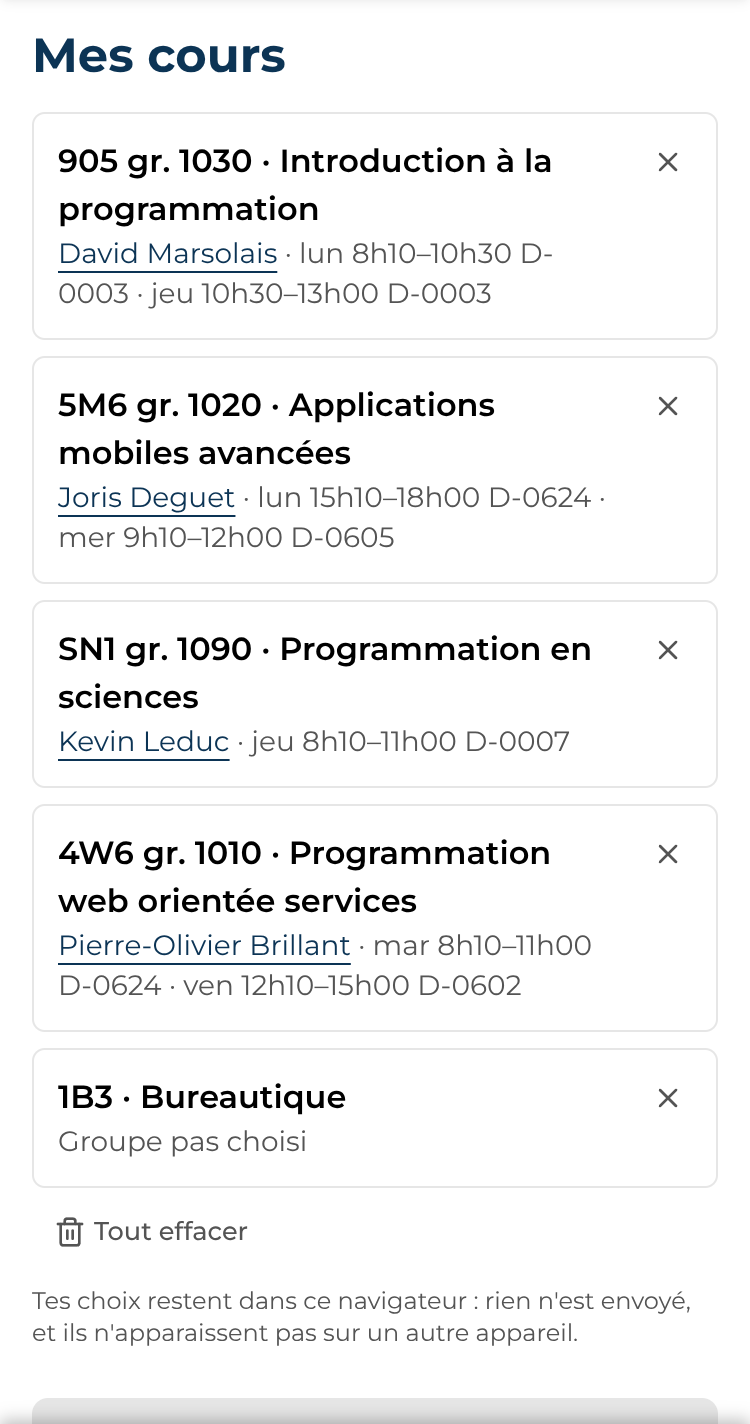 Mes cours
905 gr. 1030 · Introduction à la
programmation
David Marsolais · lun 8h10–10h30 D-
0003 · jeu 10h30–13h00 D-0003
5M6 gr. 1020 · Applications
mobiles avancées
Joris Deguet · lun 15h10–18h00 D-0624 ·
mer 9h10–12h00 D-0605
SN1 gr. 1090 · Programmation en
sciences
Kevin Leduc · jeu 8h10–11h00 D-0007
4W6 gr. 1010 · Programmation
web orientée services
Pierre-Olivier Brillant · mar 8h10–11h00
D-0624 · ven 12h10–15h00 D-0602
1B3 · Bureautique
Groupe pas choisi
Tout effacer
Tes choix restent dans ce navigateur : rien n'est envoyé,
et ils n'apparaissent pas sur un autre appareil.